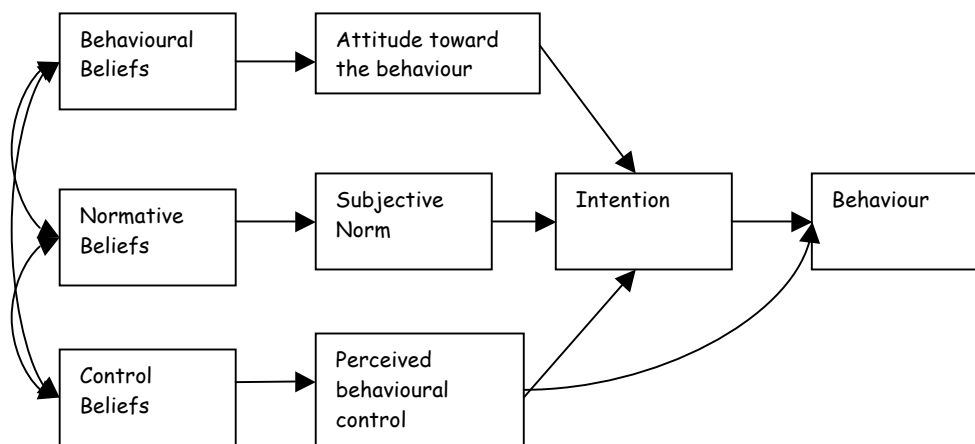 Behavioural
Beliefs
Attitude toward
the behaviour
Normative
Beliefs
Subjective
Norm
Intention
Behaviour
Control
Beliefs
Perceived
behavioural
control